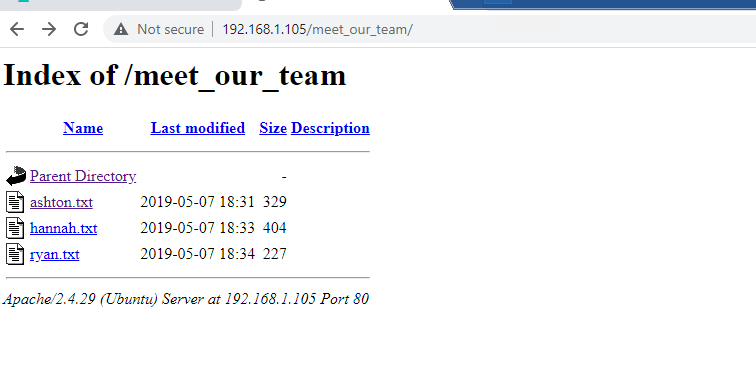 Not secure | 192.168.1.105/meet_our_team/
Index of /meet_our_team
Name Last modified Size Description
Parent Directory -
ashton.txt 2019-05-07 18:31 329
hannah.txt 2019-05-07 18:33 404
ryan.txt 2019-05-07 18:34 227
Apache/2.4.29 (Ubuntu) Server at 192.168.1.105 Port 80